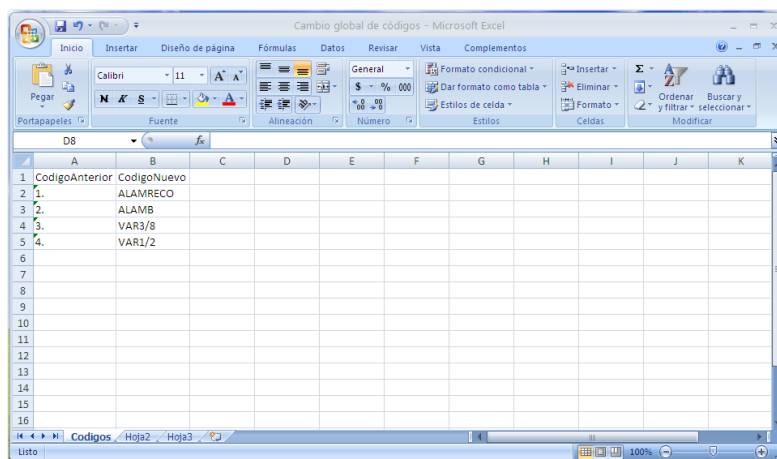 Cambio global de códigos - Microsoft Excel
Inicio Insertar Diseño de página Fórmulas Datos Revisar Vista Complementos
Calibri 11 A A General Formato condicional Insertar Σ
Pegar N K S A $ % 000 Dar formato como tabla Eliminar Ordenar y filtrar Buscar y seleccionar
Estilos de celda Formato
Portapapeles Fuente Alineación Número Estilos Celdas Modificar
D8 fx
A B C D E F G H I J K
1 CodigoAnterior CodigoNuevo
2 1. ALAMRECO
3 2. ALAMB
4 3. VAR3/8
5 4. VAR1/2
6
7
8
9
10
11
12
13
14
15
16
Codigos Hoja2 Hoja3
Listo 100%